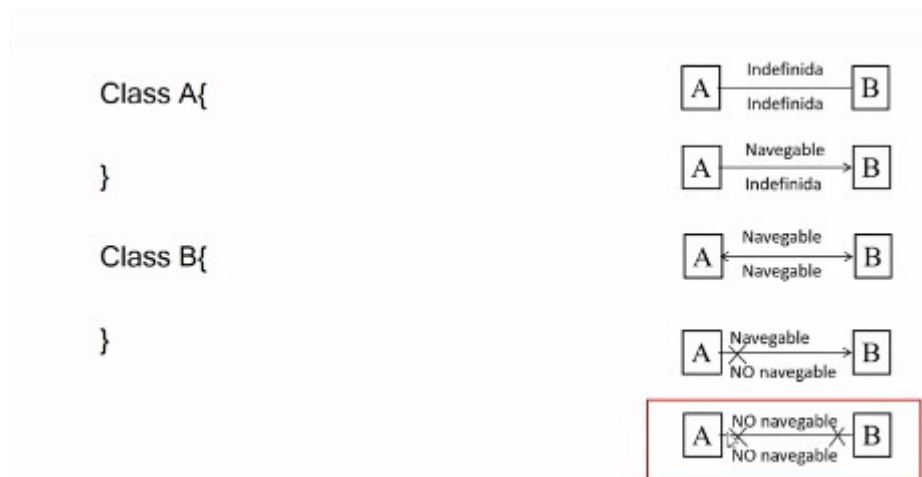 Class A{
}
Class B{
}
Indefinida
A B
Indefinida
Navegable
A B
Indefinida
Navegable
A B
Navegable
Navegable
A B
NO navegable
NO navegable
A B
NO navegable